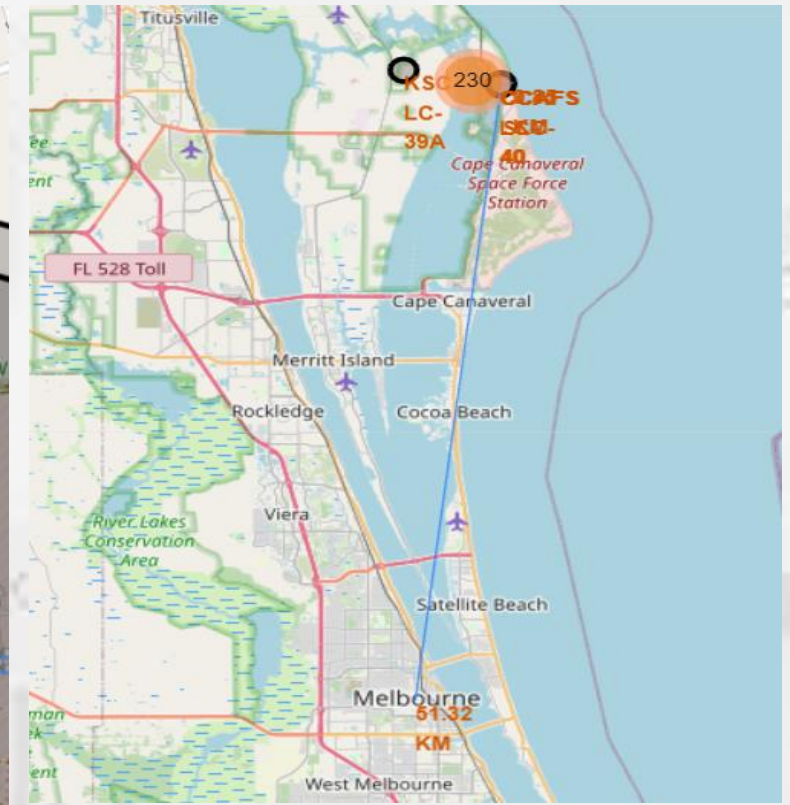 Titusville
KSC
LC-
39A
230
40
Cape Canaveral
Space Force
Station
FL 528 Toll
Cape Canaveral
Merritt Island
Rockledge
Cocoa Beach
Viera
River Lakes
Conservation
Area
Satellite Beach
Melbourne
51.32
KM
West Melbourne